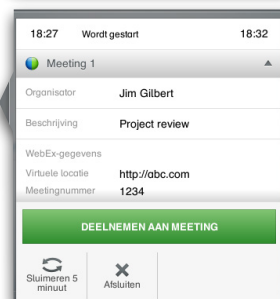 18:27 Wordt gestart 18:32
Meeting 1
Organisator Jim Gilbert
Beschrijving Project review
WebEx-gegevens
Virtuele locatie http://abc.com
Meetingnummer 1234
DEELNEMEN AAN MEETING
Sluimeren 5
minuut
Afsluiten